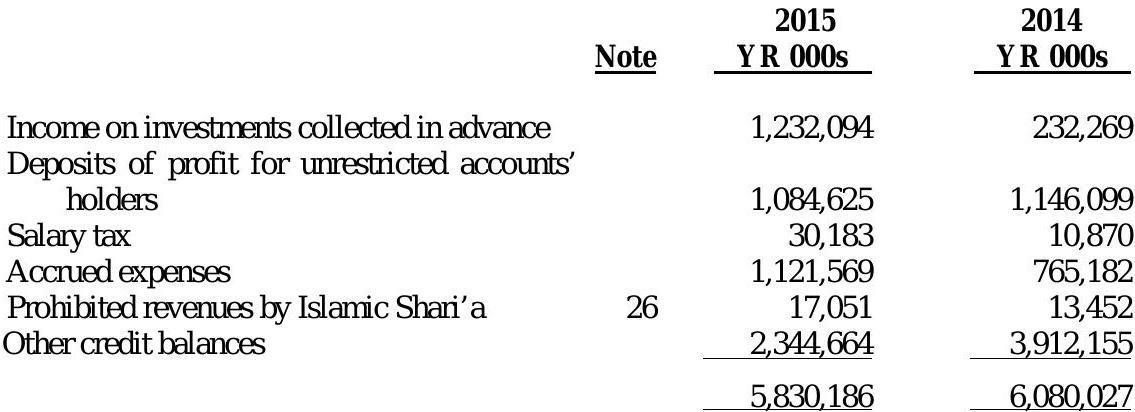 2015 2014
Note YR 000s YR 000s
Income on investments collected in advance 1,232,094 232,269
Deposits of profit for unrestricted accounts’
holders 1,084,625 1,146,099
Salary tax 30,183 10,870
Accrued expenses 1,121,569 765,182
Prohibited revenues by Islamic Shari’a 26 17,051 13,452
Other credit balances 2,344,664 3,912,155
5,830,186 6,080,027